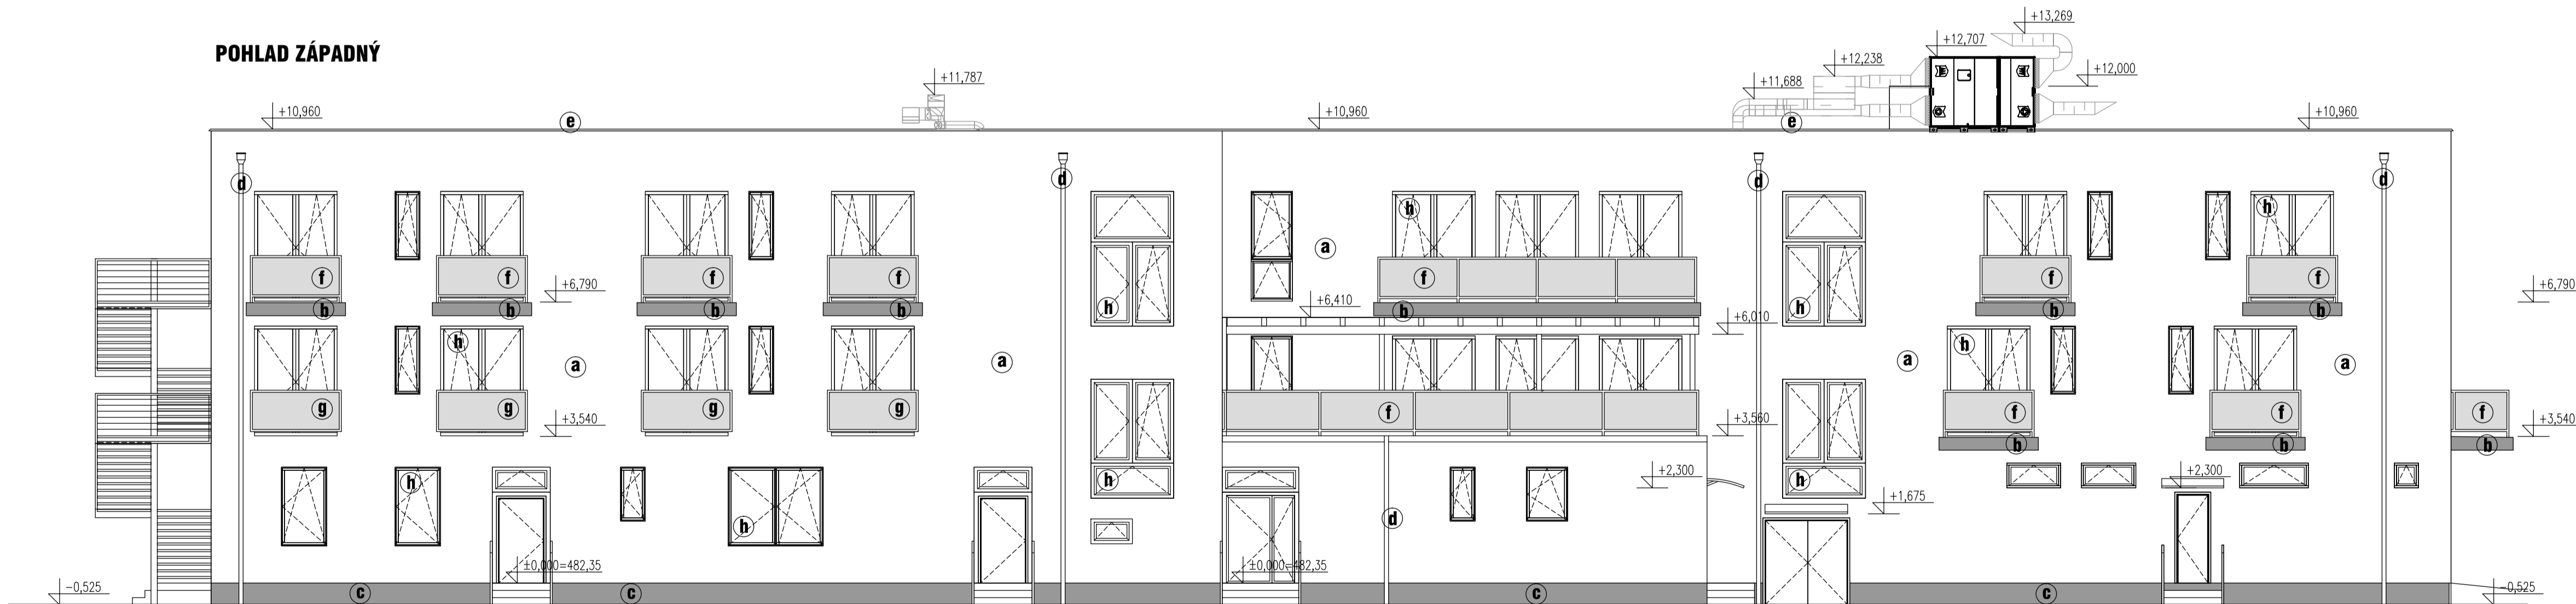 +13,269
+12,707
POHLAD ZÁPADNÝ
+12,238
+12,000
+11,787
+11,688
+10,960
e
+10,960
e
+10,960
d
d
d
d
h
h
a
f
f
f
f
f
f
f
+6,790
+6,790
b
b
b
b
h
+6,410
b
h
b
b
+6,010
h
a
a
a
h
a
g
g
g
g
f
f
f
f
+3,540
+3,560
+3,540
b
b
b
h
h
+2,300
h
+2,300
+1,675
h
d
±0,000=482,35
±0,000=482,35
-0,525
c
c
c
c
-0,525